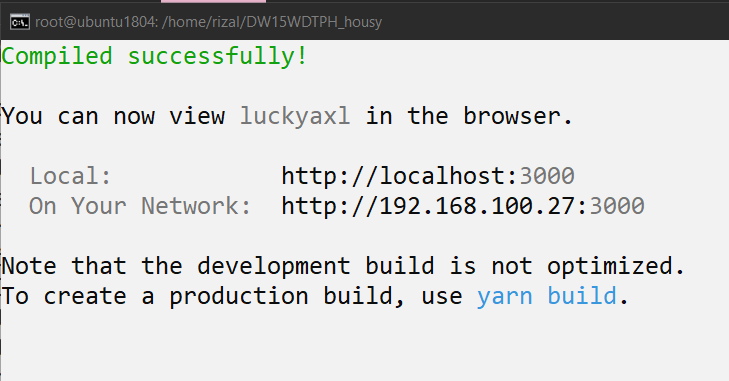 root@ubuntu1804: /home/rizal/DW15WDTPH_housy
Compiled successfully!
You can now view luckyaxl in the browser.
Local: http://localhost:3000
On Your Network: http://192.168.100.27:3000
Note that the development build is not optimized.
To create a production build, use yarn build.